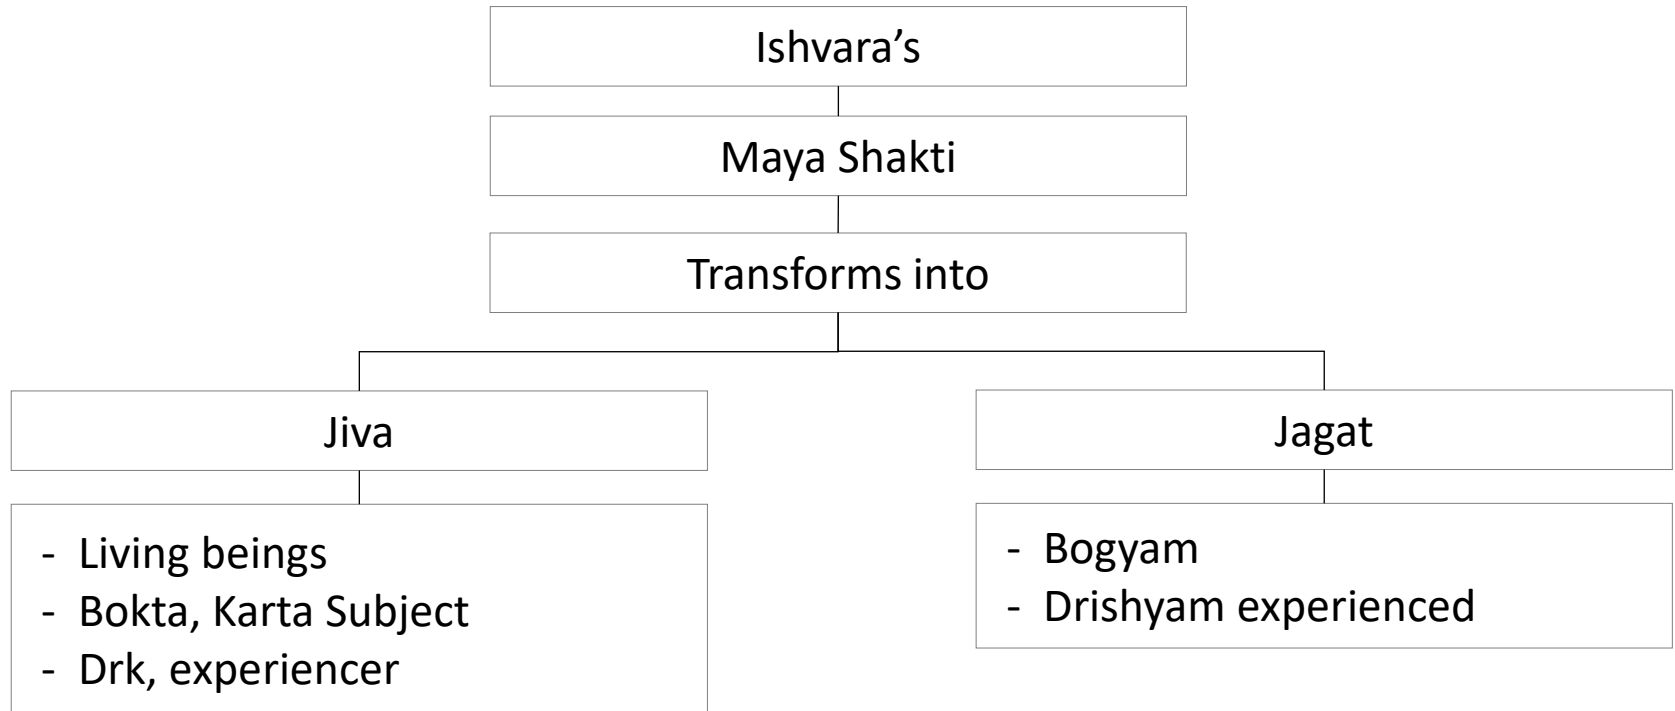 Ishvara’s
Maya Shakti
Transforms into
Jiva
Jagat
- Living beings
- Bokta, Karta Subject
- Drk, experiencer
- Bogyam
- Drishyam experienced